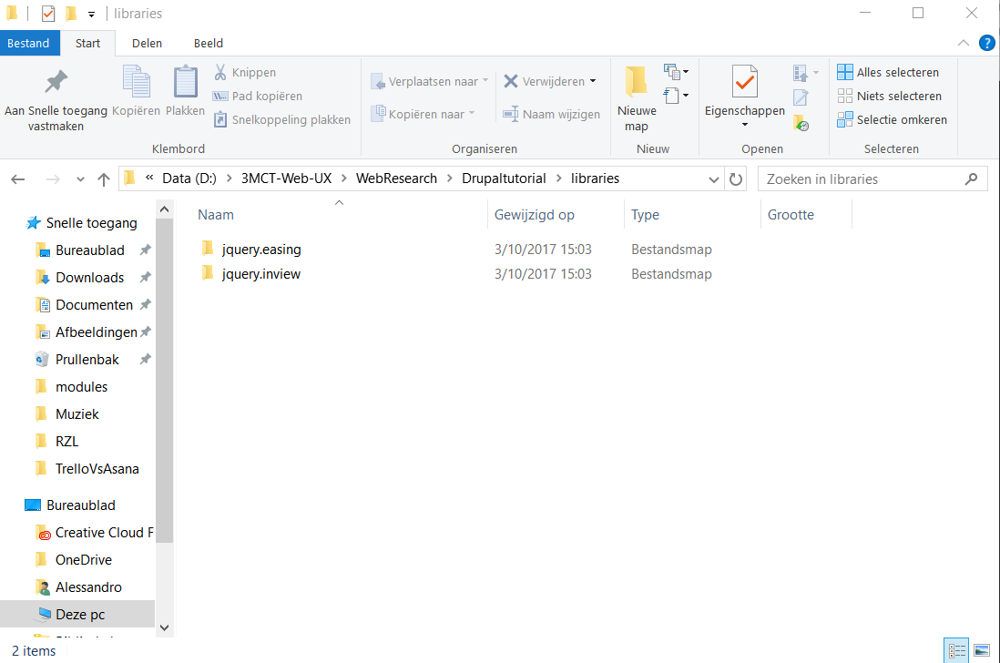 libraries
Bestand Start Delen Beeld
Aan Snelle toegang vastmaken
Kopiëren
Plakken
Knippen
Pad kopiëren
Snelkoppeling plakken
Klembord
Verplaatsen naar
Kopiëren naar
Verwijderen
Naam wijzigen
Organiseren
Nieuwe map
Nieuw
Eigenschappen
Openen
Alles selecteren
Niets selecteren
Selectie omkeren
Selecteren
« Data (D:) > 3MCT-Web-UX > WebResearch > Drupaltutorial > libraries
Zoeken in libraries
Snelle toegang
Bureaublad
Downloads
Documenten
Afbeeldingen
Prullenbak
modules
Muziek
RZL
TrelloVsAsana
Bureaublad
Creative Cloud F
OneDrive
Alessandro
Deze pc
Naam Gewijzigd op Type Grootte
jquery.easing 3/10/2017 15:03 Bestandsmap
jquery.inview 3/10/2017 15:03 Bestandsmap
2 items